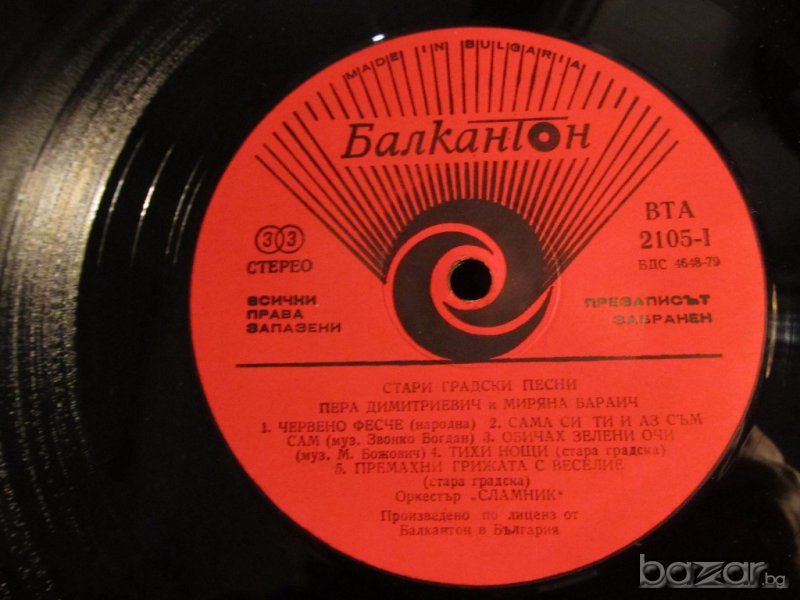 MADE IN BULGARIA
Балкантон
33
СТЕРЕО
ВТА
2105-I
БДС 4648-79
ВСИЧКИ
ПРАВА
ЗАПАЗЕНИ
ПРЕЗАПИСЪТ
ЗАБРАНЕН
СТАРИ ГРАДСКИ ПЕСНИ
ПЕРА ДИМИТРИЕВИЧ и МИРЯНА БАРАИЧ
1. ЧЕРВЕНО ФЕСЧЕ (народна) 2. САМА СИ ТИ И АЗ СЪМ
САМ (муз. Звонко Богдан) 3. ОБИЧАХ ЗЕЛЕНИ ОЧИ
(муз. М. Божович) 4. ТИХИ НОЩИ (стара градска)
5. ПРЕМАХНИ ГРИЖАТА С ВЕСЕЛИЕ
(стара градска)
Оркестър „СЛАМНИК"
Произведено по лиценз от
Балкантон в България
bazar.bg